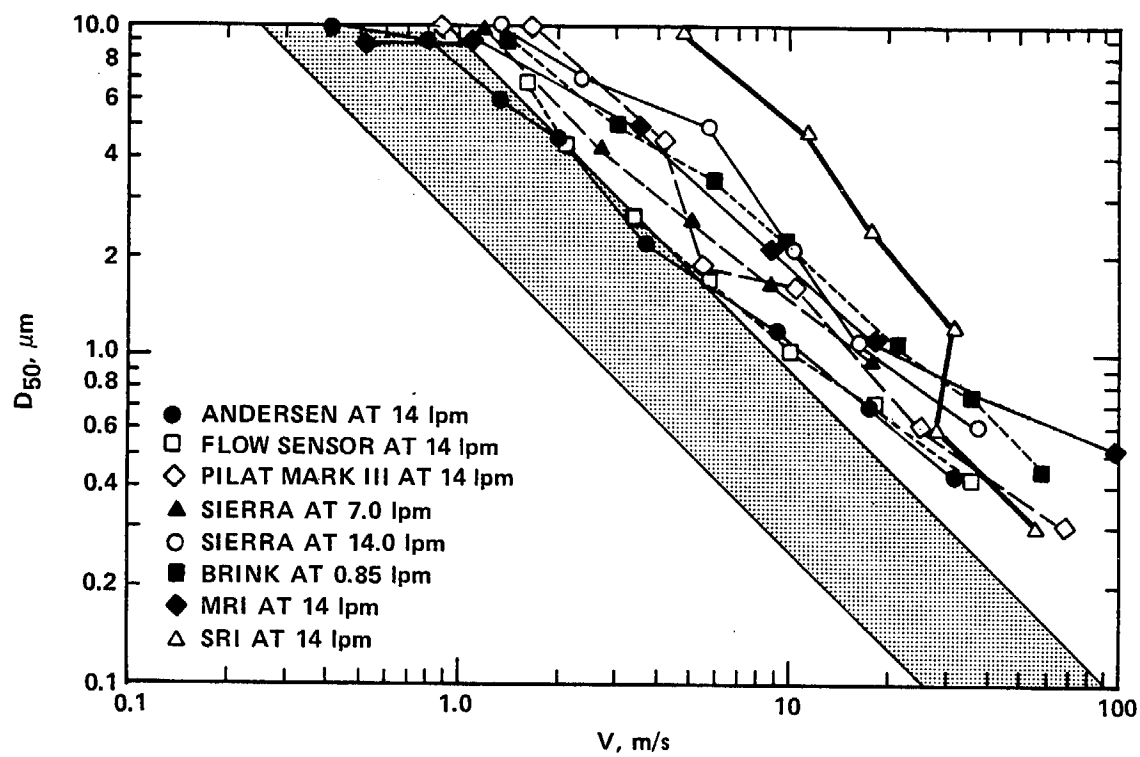 10.0
8
6
4
2
1.0
0.8
0.6
0.4
0.2
0.1
D50, μm
● ANDERSEN AT 14 lpm
□ FLOW SENSOR AT 14 lpm
◇ PILAT MARK III AT 14 lpm
▲ SIERRA AT 7.0 lpm
○ SIERRA AT 14.0 lpm
■ BRINK AT 0.85 lpm
◆ MRI AT 14 lpm
△ SRI AT 14 lpm
0.1 1.0 10 100
V, m/s